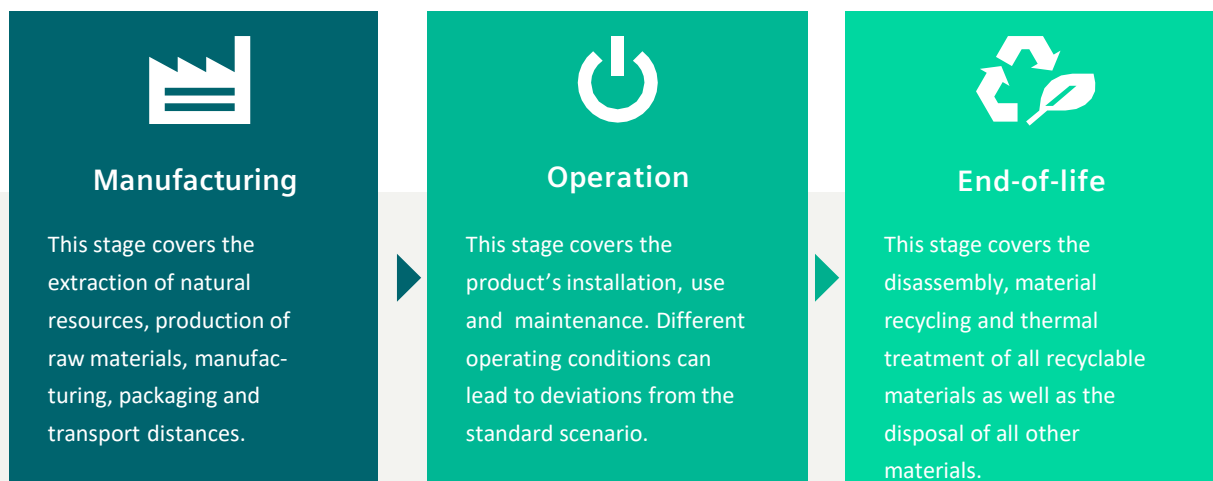 Manufacturing
This stage covers the
extraction of natural
resources, production of
raw materials, manufac-
turing, packaging and
transport distances.
Operation
This stage covers the
product’s installation, use
and  maintenance. Different
operating conditions can
lead to deviations from the
standard scenario.
End-of-life
This stage covers the
disassembly, material
recycling and thermal
treatment of all recyclable
materials as well as the
disposal of all other
materials.